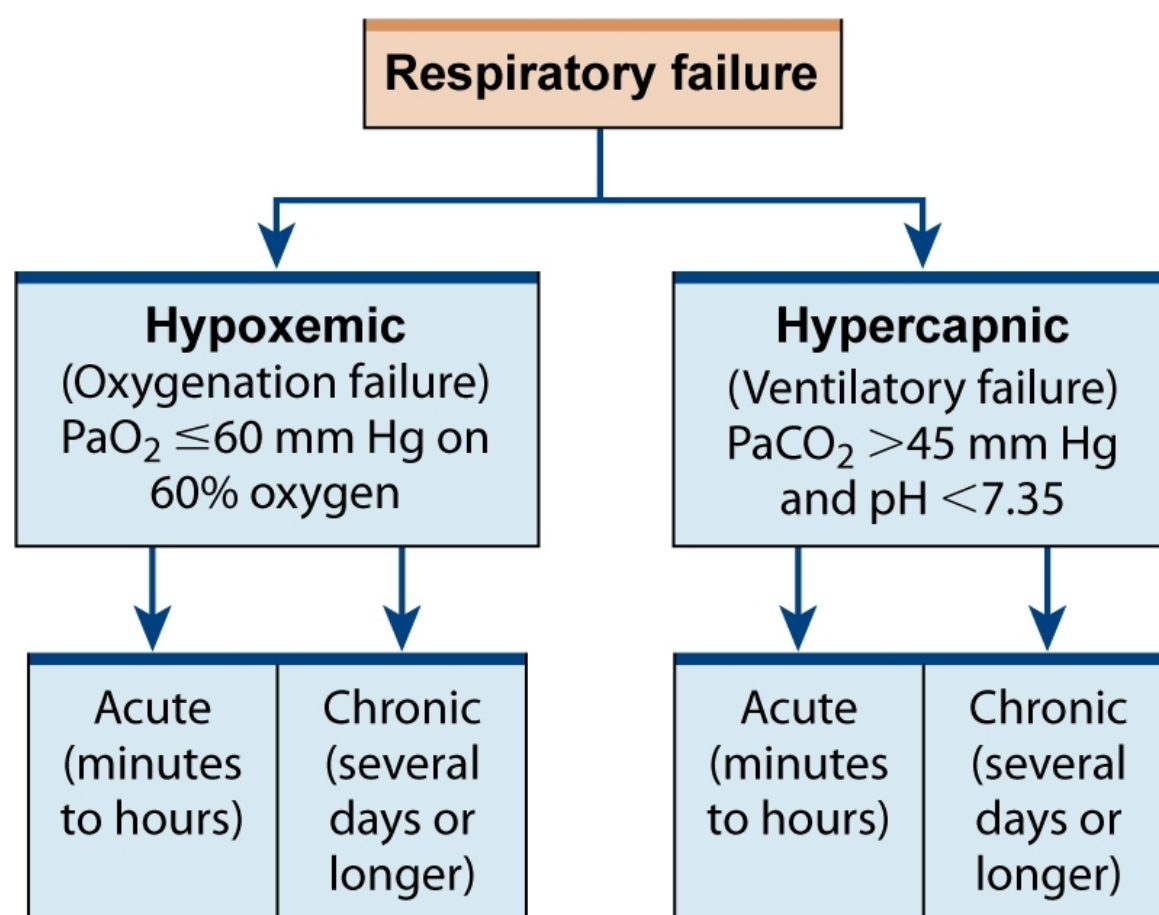 Respiratory failure
Hypoxemic
(Oxygenation failure)
PaO₂ ≤60 mm Hg on
60% oxygen
Hypercapnic
(Ventilatory failure)
PaCO₂ >45 mm Hg
and pH <7.35
Acute
(minutes
to hours)
Chronic
(several
days or
longer)
Acute
(minutes
to hours)
Chronic
(several
days or
longer)